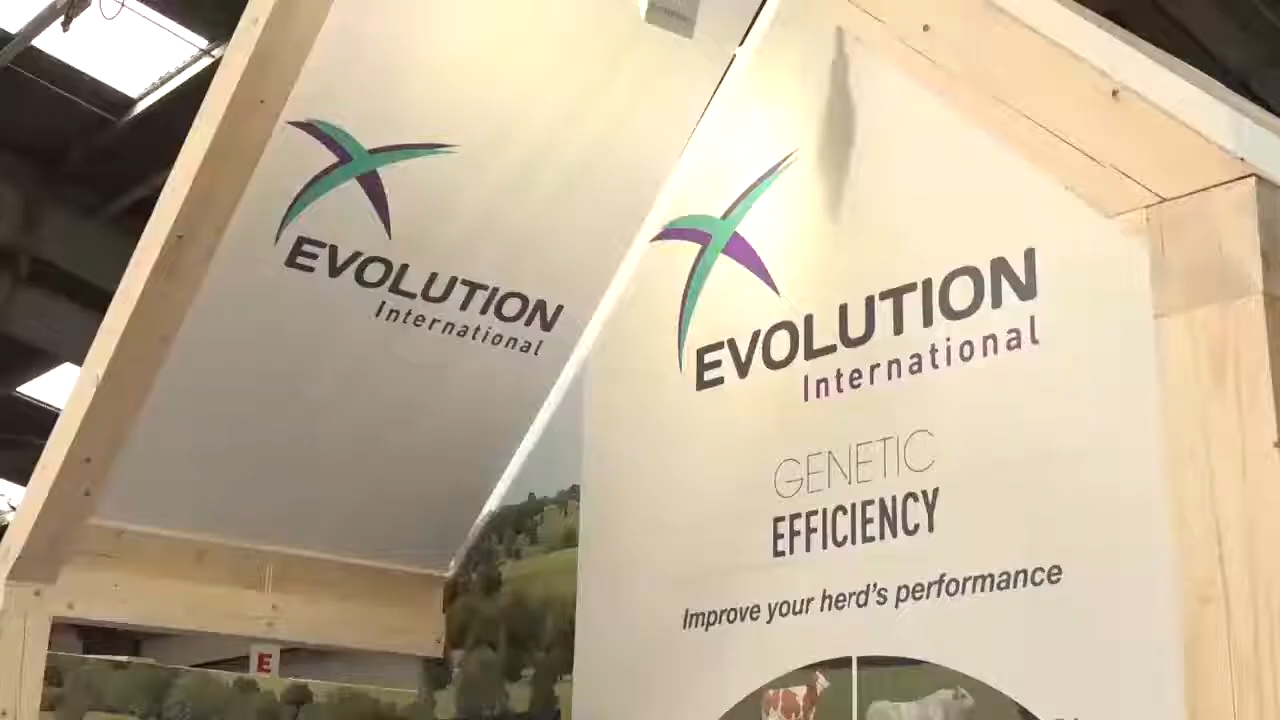 EVOLUTION
International
EVOLUTION
International
GENETIC
EFFICIENCY
Improve your herd's performance
E